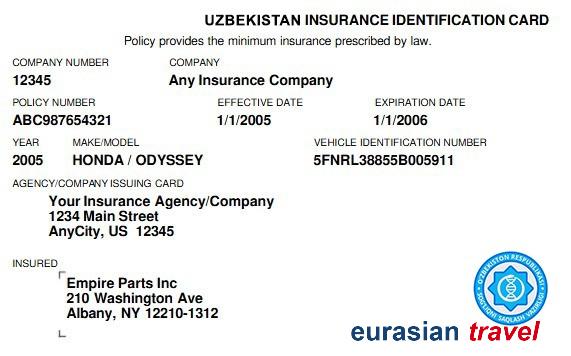 UZBEKISTAN INSURANCE IDENTIFICATION CARD
Policy provides the minimum insurance prescribed by law.
COMPANY NUMBER COMPANY
12345 Any Insurance Company
POLICY NUMBER EFFECTIVE DATE EXPIRATION DATE
ABC987654321 1/1/2005 1/1/2006
YEAR MAKE/MODEL VEHICLE IDENTIFICATION NUMBER
2005 HONDA / ODYSSEY 5FNRL38855B005911
AGENCY/COMPANY ISSUING CARD
Your Insurance Agency/Company
1234 Main Street
AnyCity, US 12345
INSURED
Empire Parts Inc
210 Washington Ave
Albany, NY 12210-1312
O'ZBEKISTON RESPUBLIKASI
SOG'LIQNI SAQLASH VAZIRLIGI
eurasian travel